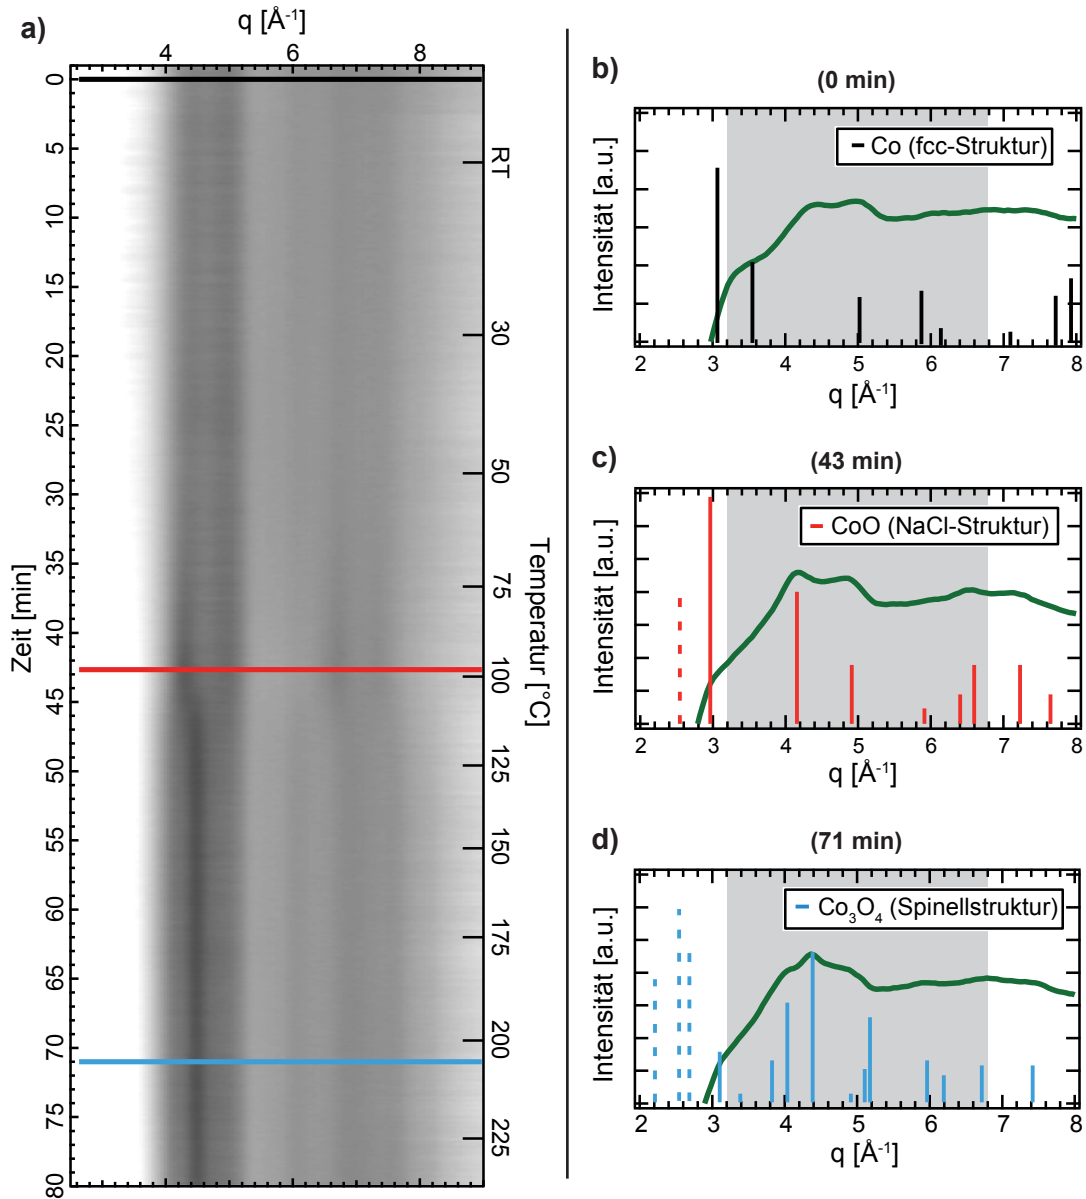 a)
q [Å⁻¹]
4 6 8
Zeit [min]
0
5
10
15
20
25
30
35
40
45
50
55
60
65
70
75
80
Temperatur [°C]
RT
30
50
75
100
125
150
175
200
225
b)
(0 min)
Co (fcc-Struktur)
Intensität [a.u.]
2 3 4 5 6 7 8
q [Å⁻¹]
c)
(43 min)
CoO (NaCl-Struktur)
Intensität [a.u.]
2 3 4 5 6 7 8
q [Å⁻¹]
d)
(71 min)
Co₃O₄ (Spinellstruktur)
Intensität [a.u.]
2 3 4 5 6 7 8
q [Å⁻¹]